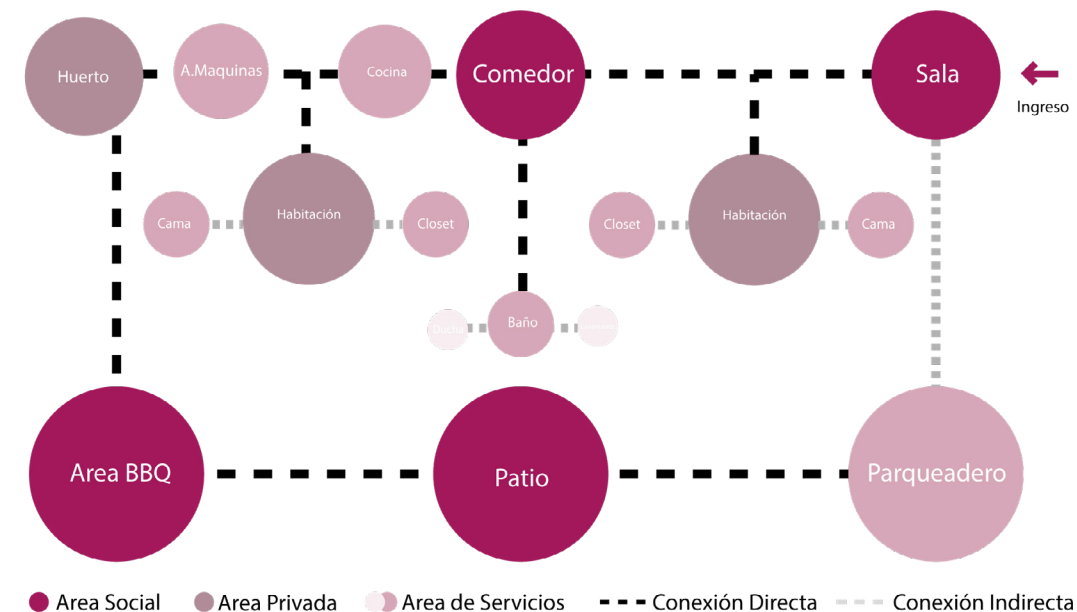 Huerto
A.Maquinas
Cocina
Comedor
Sala
Ingreso
Cama
Habitación
Closet
Closet
Habitación
Cama
Ducha
Baño
Area BBQ
Patio
Parqueadero
Area Social
Area Privada
Area de Servicios
Conexión Directa
Conexión Indirecta